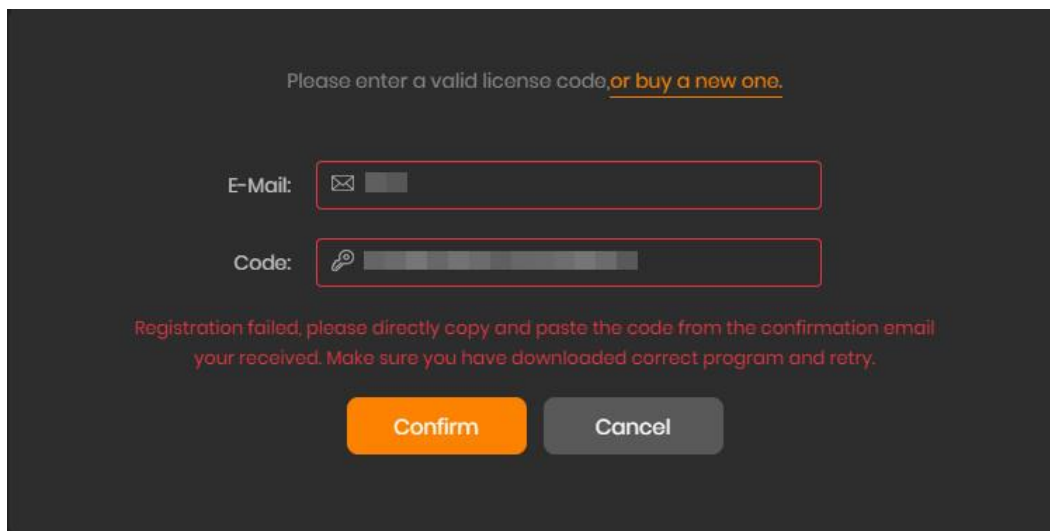 Please enter a valid license code,or buy a new one.
E-Mail:
Code:
Registration failed, please directly copy and paste the code from the confirmation email
your received. Make sure you have downloaded correct program and retry.
Confirm
Cancel